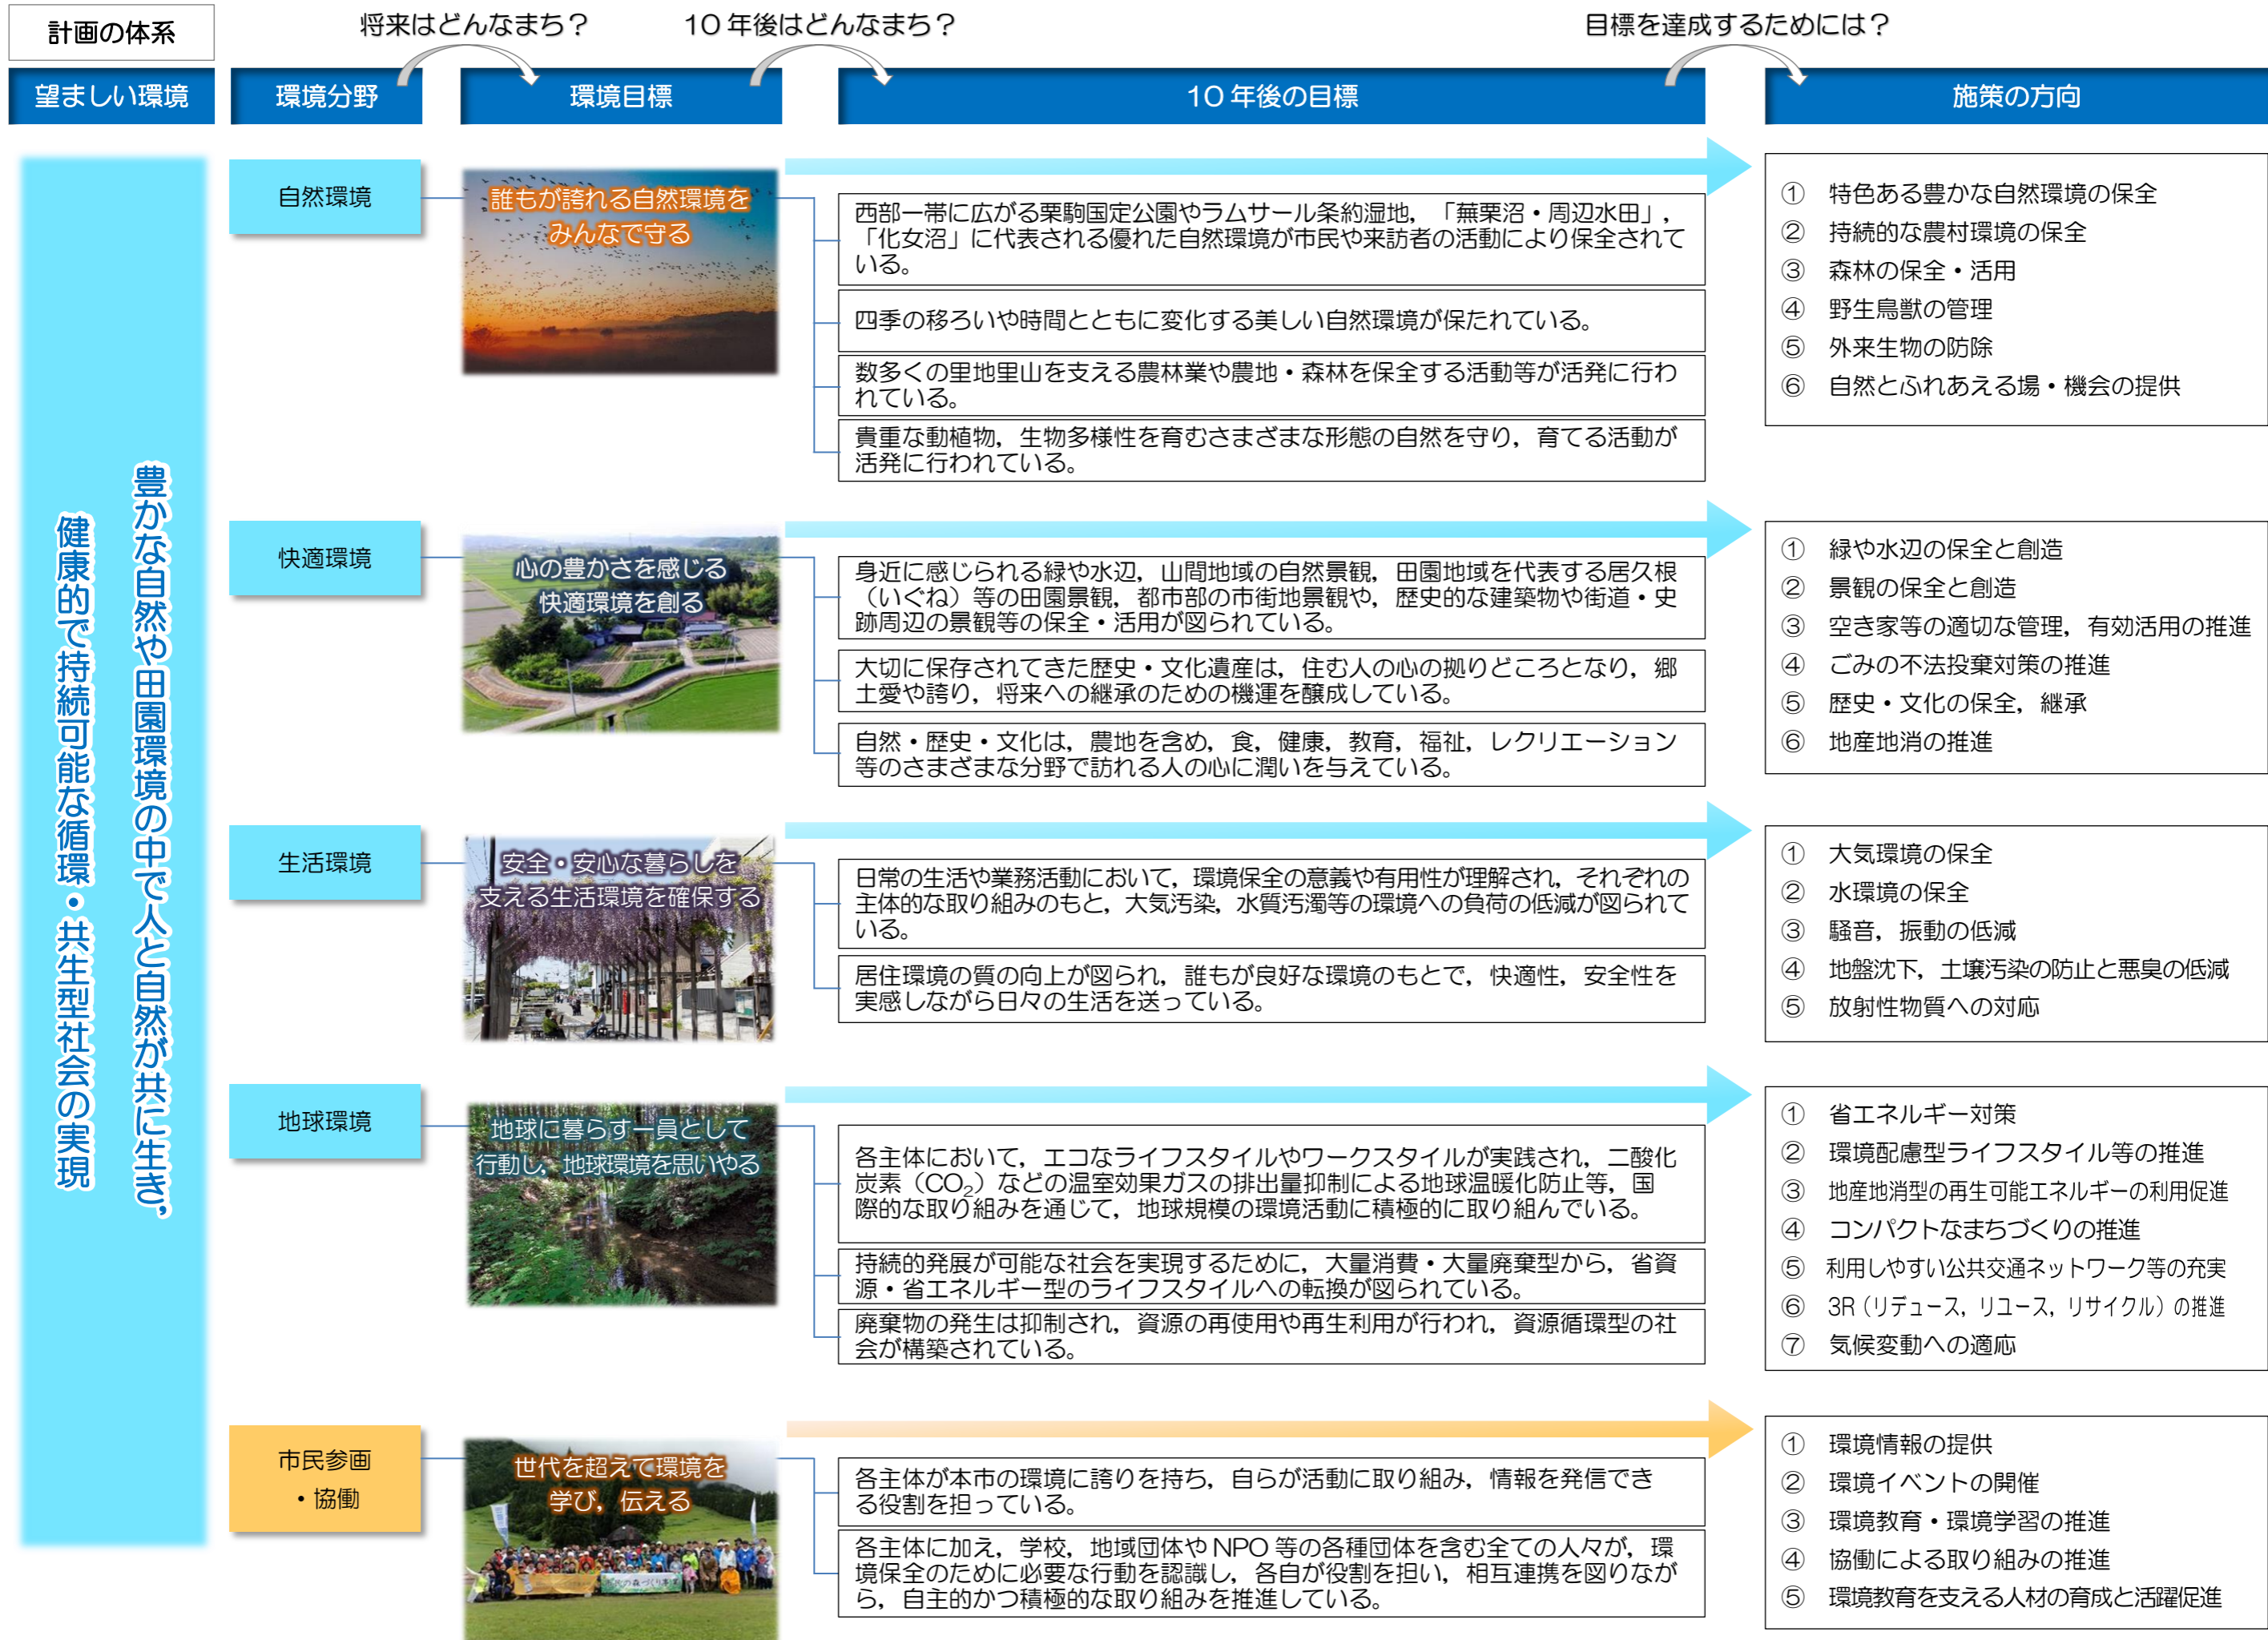 計画の体系
将来はどんなまち?
10年後はどんなまち?
目標を達成するためには?
望ましい環境
環境分野
環境目標
10年後の目標
施策の方向
豊かな自然や田園環境の中で人と自然が共に生き，
健康的で持続可能な循環・共生型社会の実現
自然環境
誰もが誇れる自然環境を
みんなで守る
西部一帯に広がる栗駒国定公園やラムサール条約湿地，「蕪栗沼・周辺水田」，
「化女沼」に代表される優れた自然環境が市民や来訪者の活動により保全されて
いる。
四季の移ろいや時間とともに変化する美しい自然環境が保たれている。
数多くの里地里山を支える農林業や農地・森林を保全する活動等が活発に行わ
れている。
貴重な動植物，生物多様性を育むさまざまな形態の自然を守り，育てる活動が
活発に行われている。
① 特色ある豊かな自然環境の保全
② 持続的な農村環境の保全
③ 森林の保全・活用
④ 野生鳥獣の管理
⑤ 外来生物の防除
⑥ 自然とふれあえる場・機会の提供
快適環境
心の豊かさを感じる
快適環境を創る
身近に感じられる緑や水辺，山間地域の自然景観，田園地域を代表する居久根
（いぐね）等の田園景観，都市部の市街地景観や，歴史的な建築物や街道・史
跡周辺の景観等の保全・活用が図られている。
大切に保存されてきた歴史・文化遺産は，住む人の心の拠りどころとなり，郷
土愛や誇り，将来への継承のための機運を醸成している。
自然・歴史・文化は，農地を含め，食，健康，教育，福祉，レクリエーション
等のさまざまな分野で訪れる人の心に潤いを与えている。
① 緑や水辺の保全と創造
② 景観の保全と創造
③ 空き家等の適切な管理，有効活用の推進
④ ごみの不法投棄対策の推進
⑤ 歴史・文化の保全，継承
⑥ 地産地消の推進
生活環境
安全・安心な暮らしを
支える生活環境を確保する
日常の生活や業務活動において，環境保全の意義や有用性が理解され，それぞれの
主体的な取り組みのもと，大気汚染，水質汚濁等の環境への負荷の低減が図られて
いる。
居住環境の質の向上が図られ，誰もが良好な環境のもとで，快適性，安全性を
実感しながら日々の生活を送っている。
① 大気環境の保全
② 水環境の保全
③ 騒音，振動の低減
④ 地盤沈下，土壌汚染の防止と悪臭の低減
⑤ 放射性物質への対応
地球環境
地球に暮らす一員として
行動し，地球環境を思いやる
各主体において，エコなライフスタイルやワークスタイルが実践され，二酸化
炭素（CO₂）などの温室効果ガスの排出量抑制による地球温暖化防止等，国
際的な取り組みを通じて，地球規模の環境活動に積極的に取り組んでいる。
持続的発展が可能な社会を実現するために，大量消費・大量廃棄型から，省資
源・省エネルギー型のライフスタイルへの転換が図られている。
廃棄物の発生は抑制され，資源の再使用や再生利用が行われ，資源循環型の社
会が構築されている。
① 省エネルギー対策
② 環境配慮型ライフスタイル等の推進
③ 地産地消型の再生可能エネルギーの利用促進
④ コンパクトなまちづくりの推進
⑤ 利用しやすい公共交通ネットワーク等の充実
⑥ 3R（リデュース，リユース，リサイクル）の推進
⑦ 気候変動への適応
市民参画
・協働
世代を超えて環境を
学び，伝える
各主体が本市の環境に誇りを持ち，自らが活動に取り組み，情報を発信でき
る役割を担っている。
各主体に加え，学校，地域団体やNPO等の各種団体を含む全ての人々が，環
境保全のために必要な行動を認識し，各自が役割を担い，相互連携を図りなが
ら，自主的かつ積極的な取り組みを推進している。
① 環境情報の提供
② 環境イベントの開催
③ 環境教育・環境学習の推進
④ 協働による取り組みの推進
⑤ 環境教育を支える人材の育成と活躍促進